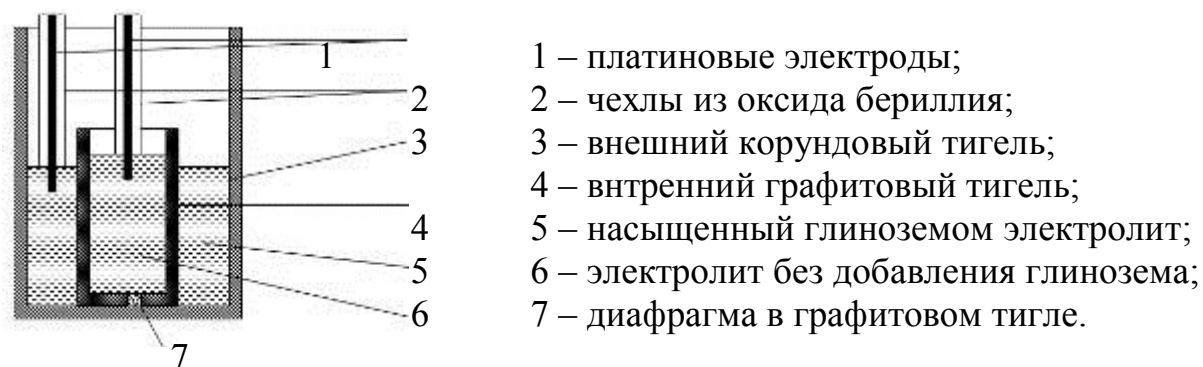 1
2
3
4
5
6
7
1 – платиновые электроды;
2 – чехлы из оксида бериллия;
3 – внешний корундовый тигель;
4 – внтренний графитовый тигель;
5 – насыщенный глиноземом электролит;
6 – электролит без добавления глинозема;
7 – диафрагма в графитовом тигле.